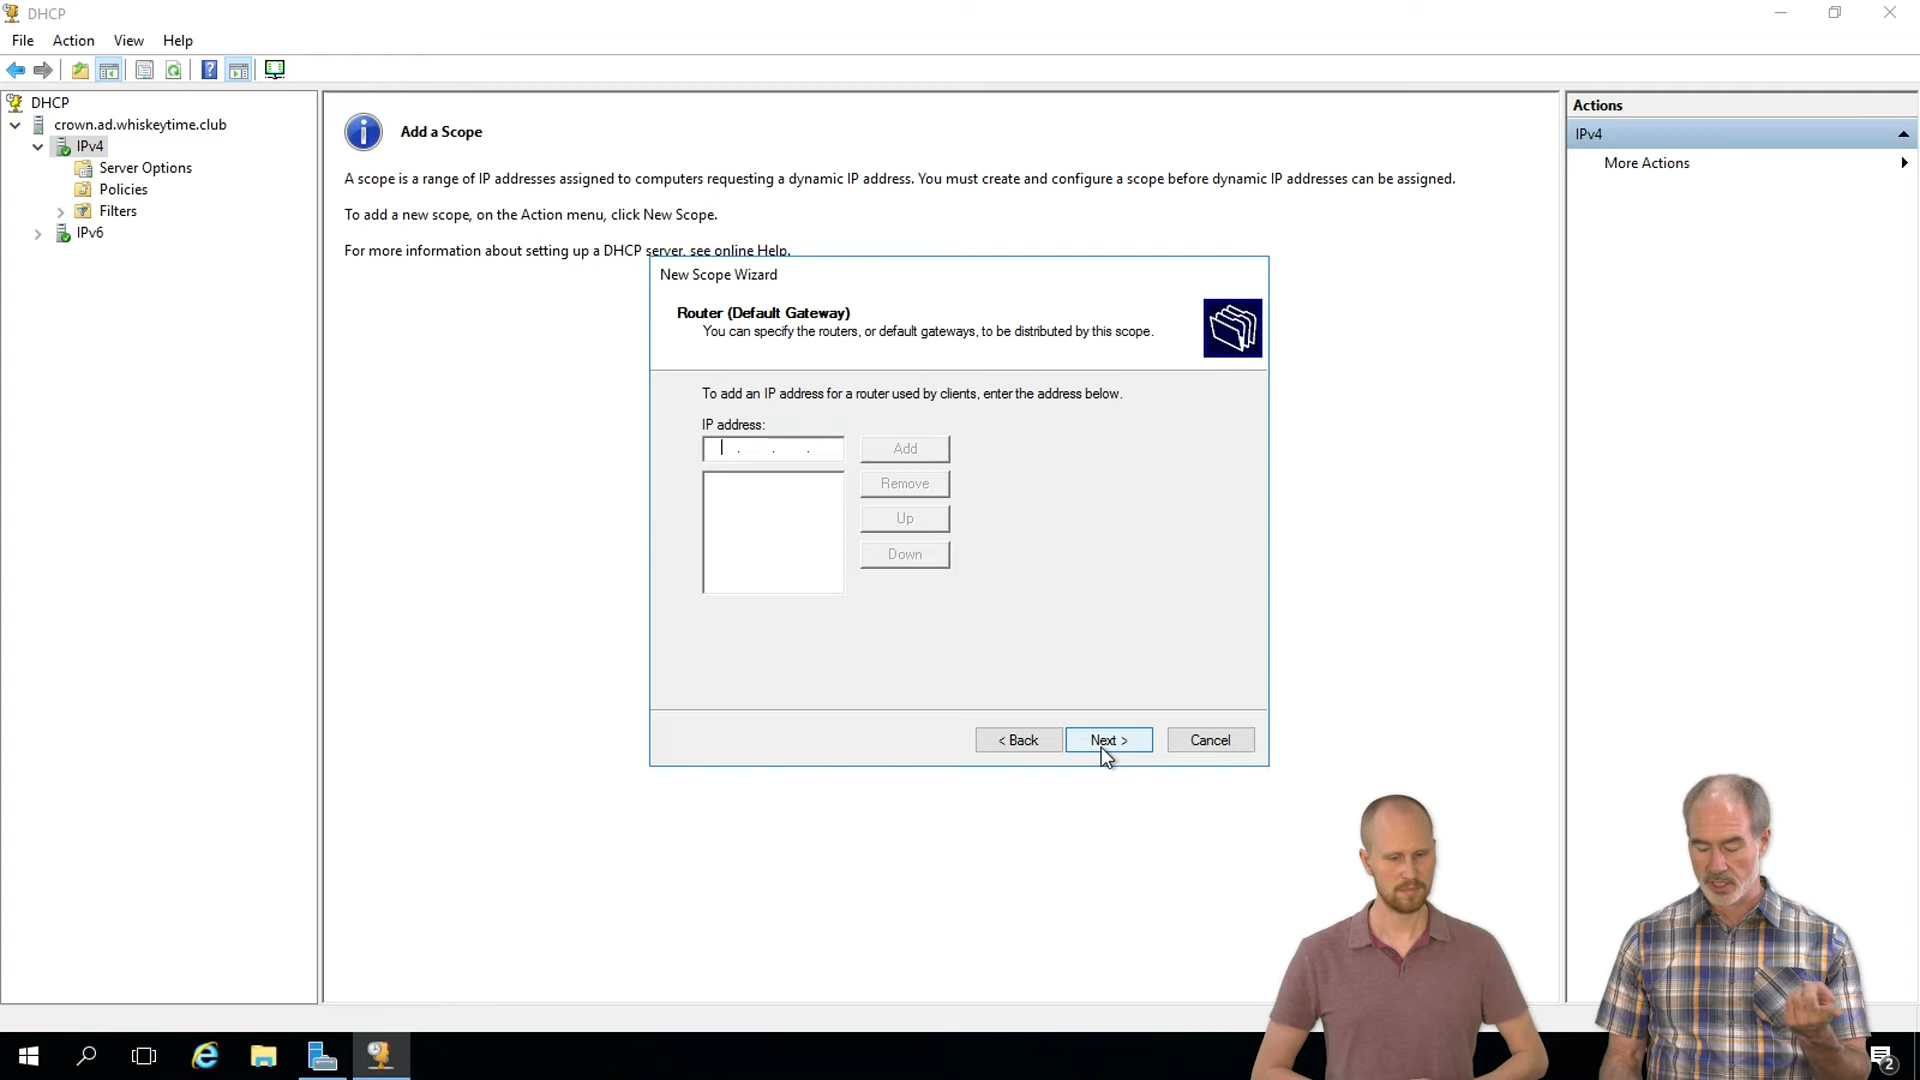 DHCP
File Action View Help
DHCP
crown.ad.whiskeytime.club
IPv4
Server Options
Policies
Filters
IPv6
Add a Scope
A scope is a range of IP addresses assigned to computers requesting a dynamic IP address. You must create and configure a scope before dynamic IP addresses can be assigned.
To add a new scope, on the Action menu, click New Scope.
For more information about setting up a DHCP server, see online Help.
New Scope Wizard
Router (Default Gateway)
You can specify the routers, or default gateways, to be distributed by this scope.
To add an IP address for a router used by clients, enter the address below.
IP address:
. . .
Add
Remove
Up
Down
< Back
Next >
Cancel
Actions
IPv4
More Actions
2